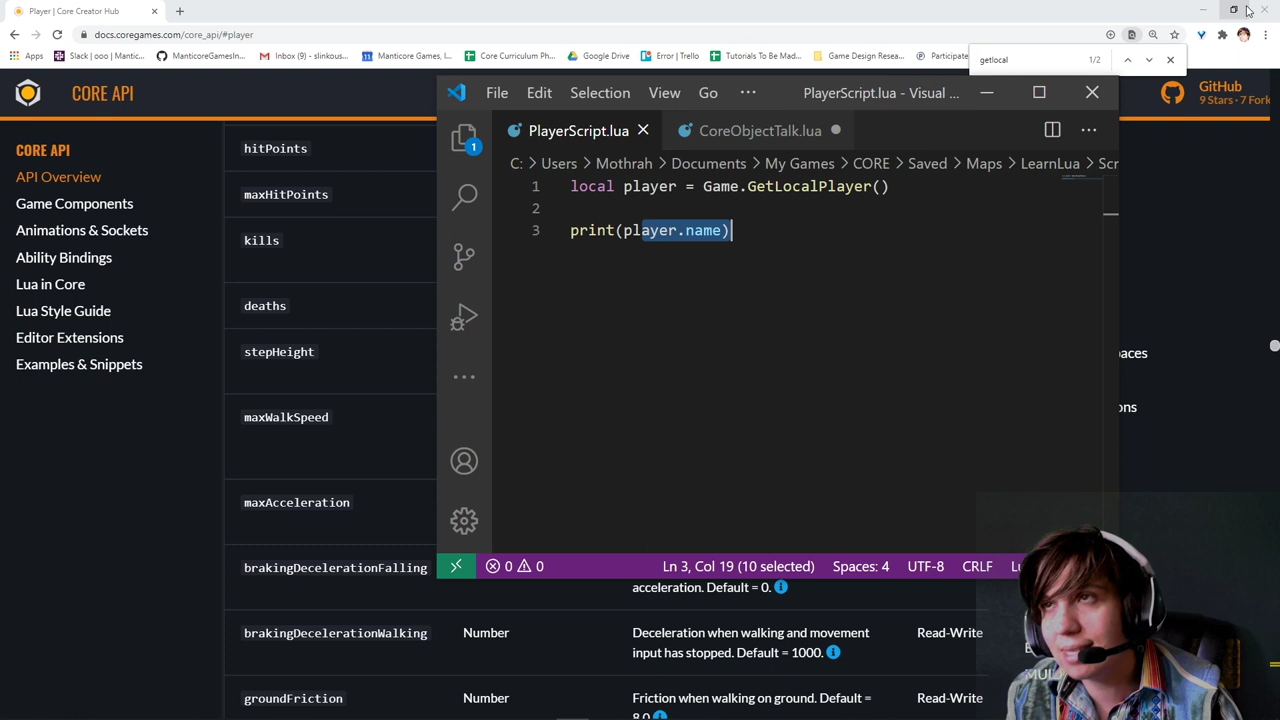 Player | Core Creator Hub
docs.coregames.com/core_api/#player
Apps
Slack | ooo | Mantic...
ManticoreGamesIn...
Inbox (9) - slinkous...
Manticore Games, I...
Core Curriculum Ph...
Google Drive
Error | Trello
Tutorials To Be Mad...
Game Design Resea...
Participate
getlocal
1/2
CORE API
GitHub
9 Stars · 7 Fork
CORE API
API Overview
Game Components
Animations & Sockets
Ability Bindings
Lua in Core
Lua Style Guide
Editor Extensions
Examples & Snippets
hitPoints
maxHitPoints
kills
deaths
stepHeight
maxWalkSpeed
maxAcceleration
brakingDecelerationFalling
acceleration. Default = 0.
brakingDecelerationWalking
Number
Deceleration when walking and movement
input has stopped. Default = 1000.
Read-Write
groundFriction
Number
Friction when walking on ground. Default =
8.0
Read-Write
paces
ons
File
Edit
Selection
View
Go
PlayerScript.lua - Visual ...
PlayerScript.lua
CoreObjectTalk.lua
C: > Users > Mothrah > Documents > My Games > CORE > Saved > Maps > LearnLua > Scr
1 local player = Game.GetLocalPlayer()
2
3 print(player.name)
1
0
0
Ln 3, Col 19 (10 selected)
Spaces: 4
UTF-8
CRLF